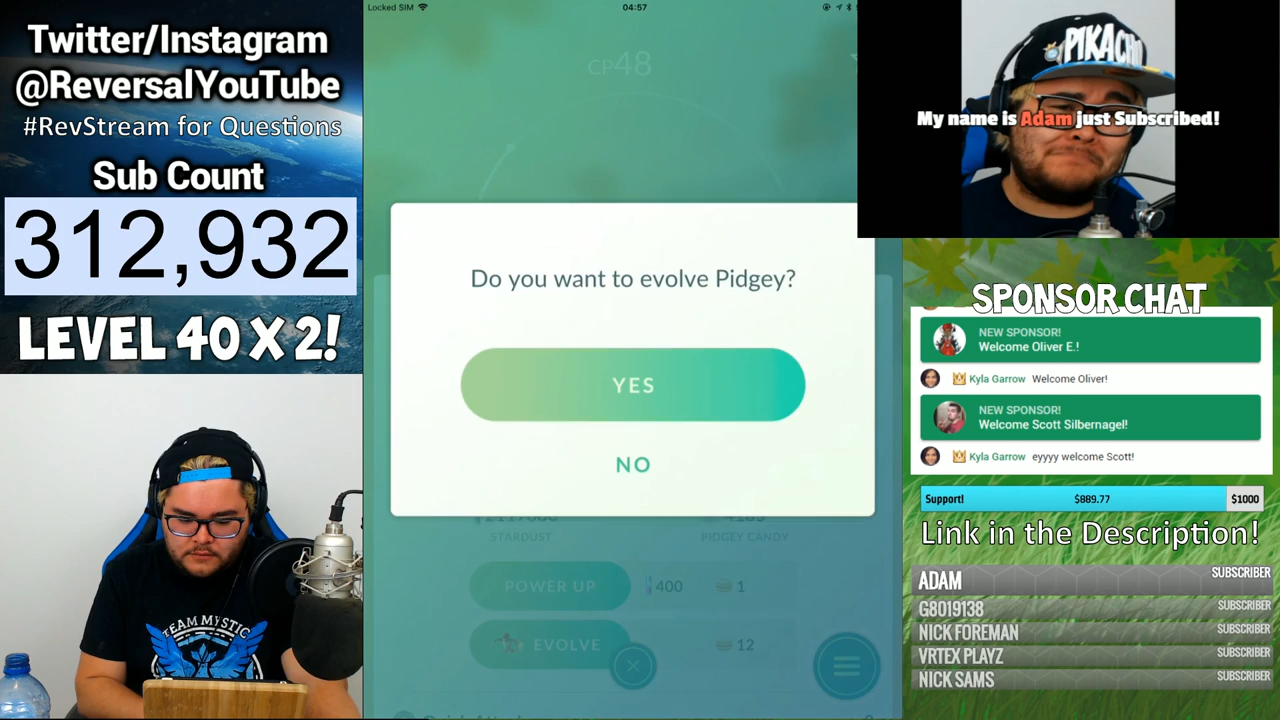 Twitter/Instagram
@ReversalYouTube
#RevStream for Questions
Sub Count
312,932
LEVEL 40 X 2!
TEAM MYSTIC
Locked SIM
04:57
CP48
Do you want to evolve Pidgey?
YES
NO
STARDUST
PIDGEY CANDY
POWER UP
400
1
EVOLVE
12
PIKACHU
My name is Adam just Subscribed!
SPONSOR CHAT
NEW SPONSOR!
Welcome Oliver E.!
Kyla Garrow Welcome Oliver!
NEW SPONSOR!
Welcome Scott Silbernagel!
Kyla Garrow eyyyy welcome Scott!
Support!
$889.77
$1000
Link in the Description!
ADAM SUBSCRIBER
G8019138 SUBSCRIBER
NICK FOREMAN SUBSCRIBER
VRTEX PLAYZ SUBSCRIBER
NICK SAMS SUBSCRIBER